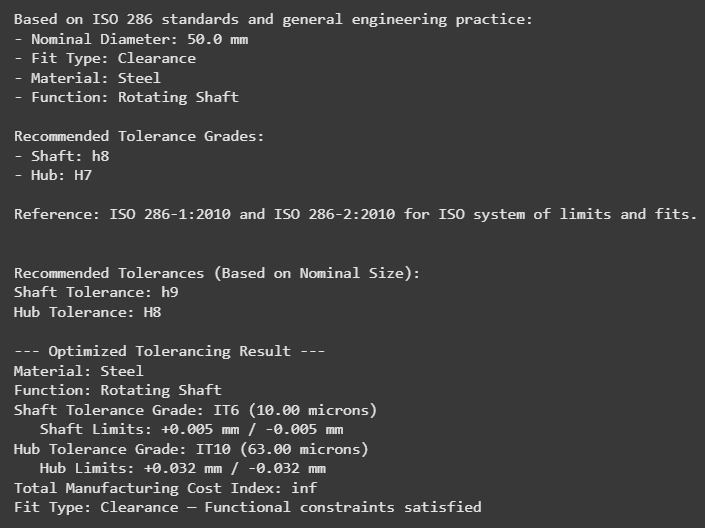 Based on ISO 286 standards and general engineering practice:
- Nominal Diameter: 50.0 mm
- Fit Type: Clearance
- Material: Steel
- Function: Rotating Shaft
Recommended Tolerance Grades:
- Shaft: h8
- Hub: H7
Reference: ISO 286-1:2010 and ISO 286-2:2010 for ISO system of limits and fits.
Recommended Tolerances (Based on Nominal Size):
Shaft Tolerance: h9
Hub Tolerance: H8
--- Optimized Tolerancing Result ---
Material: Steel
Function: Rotating Shaft
Shaft Tolerance Grade: IT6 (10.00 microns)
Shaft Limits: +0.005 mm / -0.005 mm
Hub Tolerance Grade: IT10 (63.00 microns)
Hub Limits: +0.032 mm / -0.032 mm
Total Manufacturing Cost Index: inf
Fit Type: Clearance — Functional constraints satisfied